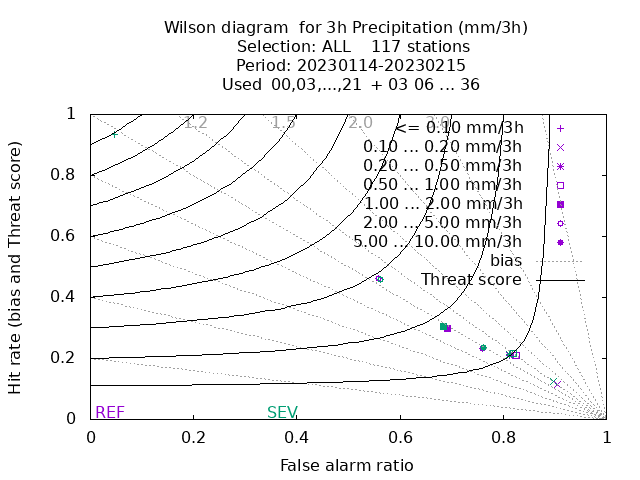 Wilson diagram  for 3h Precipitation (mm/3h)
Selection: ALL    117 stations
Period: 20230114-20230215
Used  00,03,...,21  + 03 06 ... 36
1.2 1.5 2.0 3.0
<= 0.10 mm/3h
0.10 ... 0.20 mm/3h
0.20 ... 0.50 mm/3h
0.50 ... 1.00 mm/3h
1.00 ... 2.00 mm/3h
2.00 ... 5.00 mm/3h
5.00 ... 10.00 mm/3h
bias
Threat score
Hit rate (bias and Threat score)
1
0.8
0.6
0.4
0.2
0
REF SEV
0 0.2 0.4 0.6 0.8 1
False alarm ratio